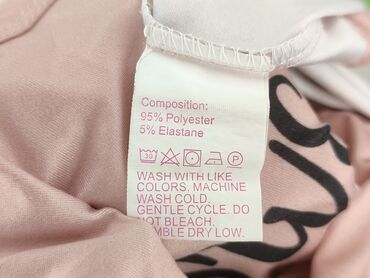 Composition:
95% Polyester
5% Elastane
30 P
WASH WITH LIKE
COLORS. MACHINE
WASH COLD.
GENTLE CYCLE. DO
NOT BLEACH.
TUMBLE DRY LOW.